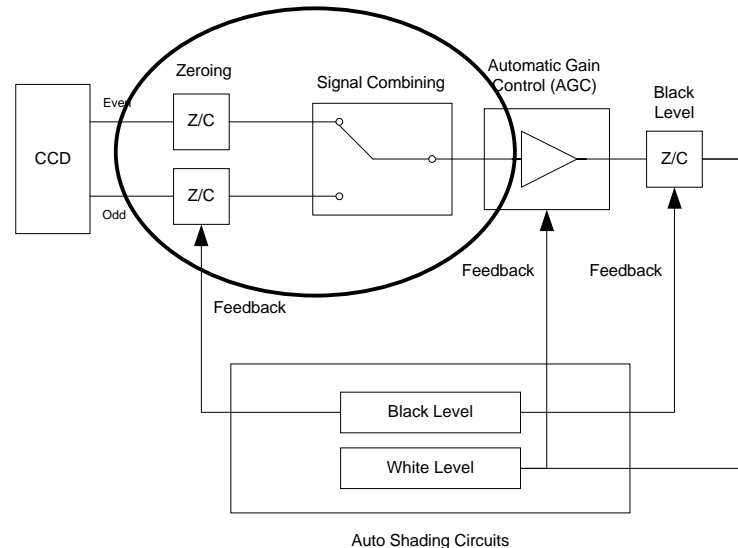 Zeroing
Signal Combining
Automatic Gain
Control (AGC)
Black
Level
Even
Z/C
CCD
Z/C
Odd
Z/C
Feedback
Feedback
Feedback
Black Level
White Level
Auto Shading Circuits